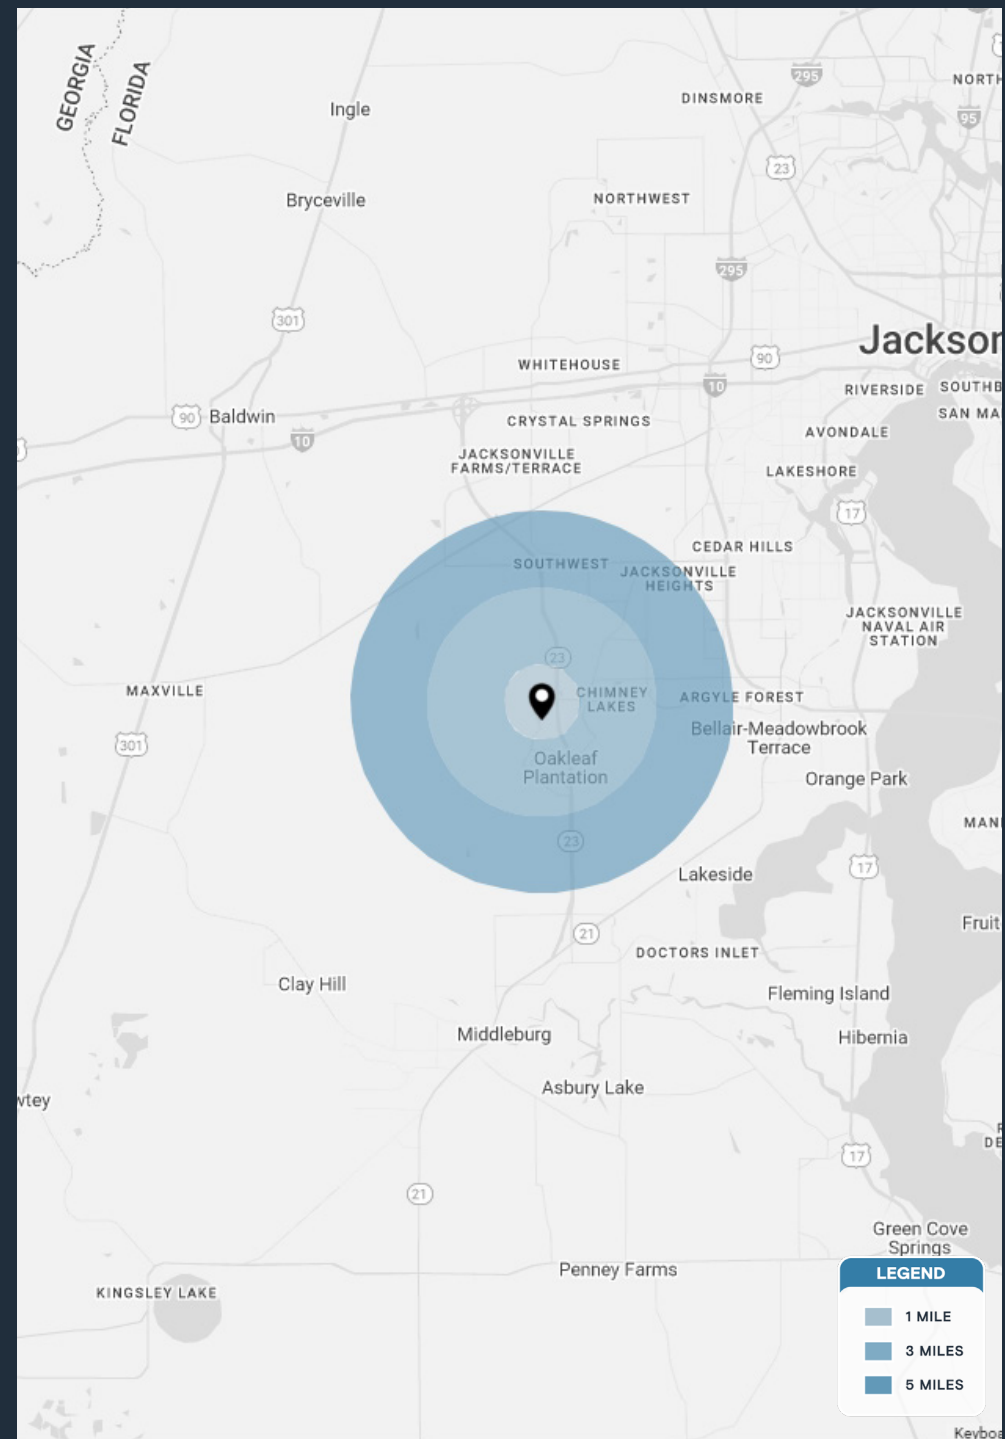 GEORGIA
FLORIDA
Ingle
DINSMORE
295
NORTH
95
23
Bryceville
NORTHWEST
295
301
Jackson
WHITEHOUSE
90
10
RIVERSIDE
SOUTHB
SAN MA
90
Baldwin
10
CRYSTAL SPRINGS
AVONDALE
JACKSONVILLE
FARMS/TERRACE
LAKESHORE
17
CEDAR HILLS
SOUTHWEST
JACKSONVILLE
HEIGHTS
JACKSONVILLE
NAVAL AIR
STATION
23
MAXVILLE
CHIMNEY
LAKES
ARGYLE FOREST
301
Bellair-Meadowbrook
Terrace
Oakleaf
Plantation
Orange Park
MAN
23
17
Lakeside
Fruit
21
DOCTORS INLET
Clay Hill
Fleming Island
Middleburg
Hibernia
Asbury Lake
wtey
DE
17
21
Green Cove
Springs
Penney Farms
KINGSLEY LAKE
LEGEND
1 MILE
3 MILES
5 MILES
Keyboa